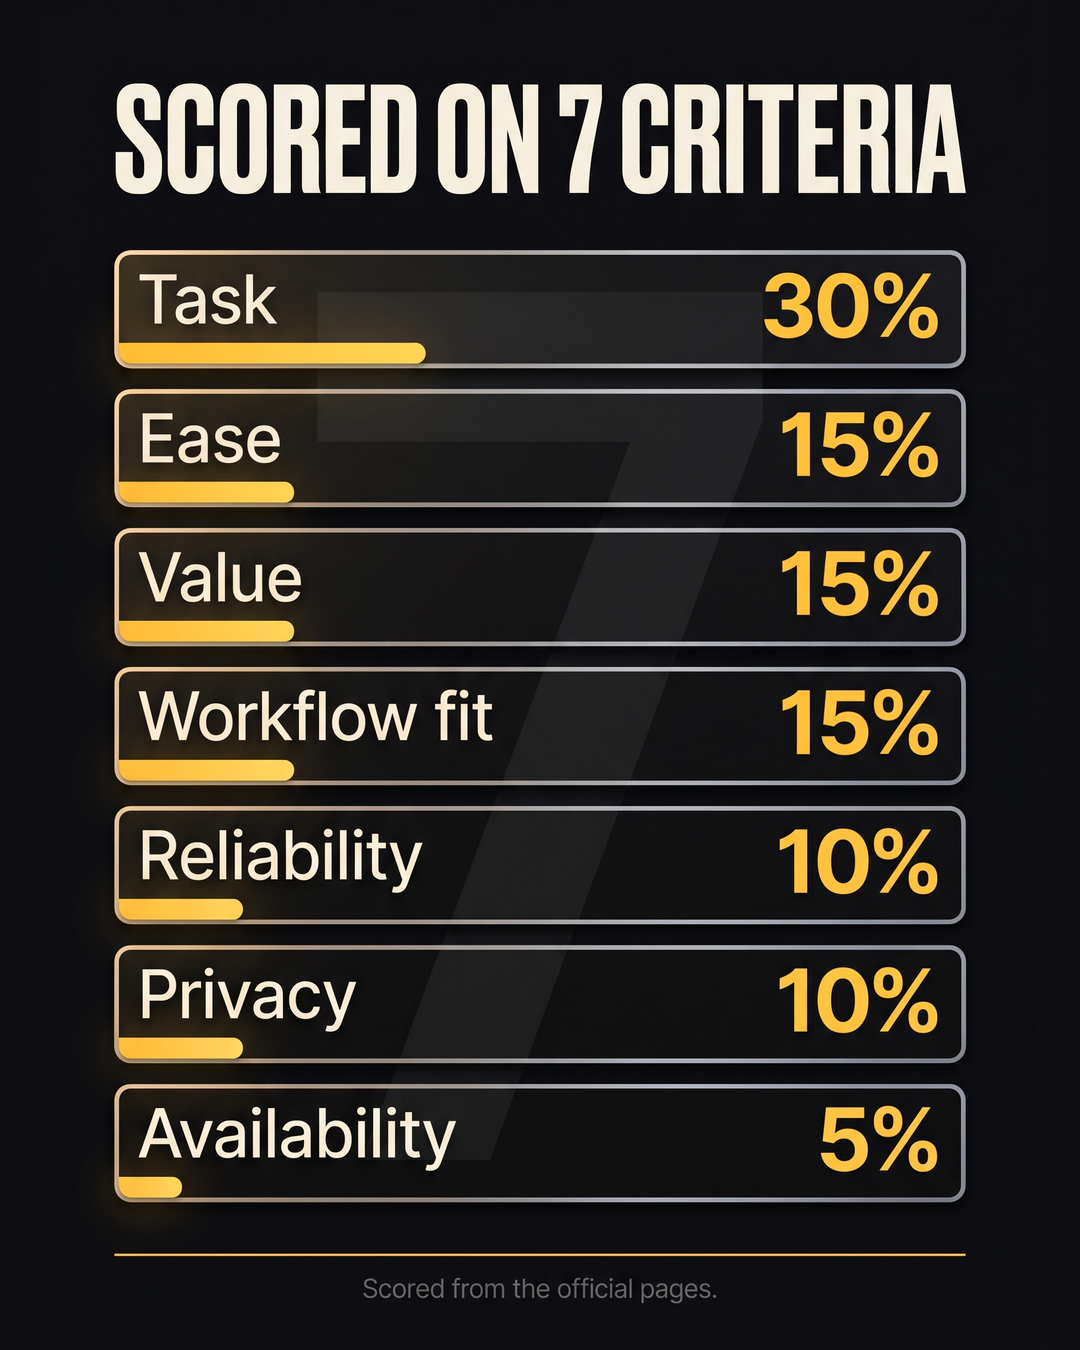 SCORED ON 7 CRITERIA
Task 30%
Ease 15%
Value 15%
Workflow fit 15%
Reliability 10%
Privacy 10%
Availability 5%
7
Scored from the official pages.